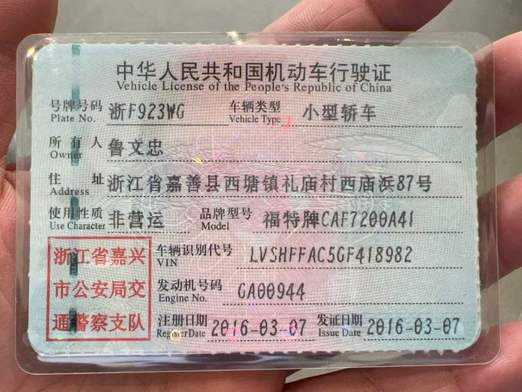 中华人民共和国机动车行驶证
Vehicle License of the People's Republic of China
号牌号码 浙F923WG 车辆类型 小型轿车
Plate No. Vehicle Type
所有人 鲁文忠
Owner
住址 浙江省嘉善县西塘镇礼庙村西庙浜87号
Address
使用性质 非营运 品牌型号 福特牌CAF7200A41
Use Character Model
浙江省嘉兴 车辆识别代号 LVSHFFAC5GF418982
VIN
市公安局交 发动机号码 GA00944
Engine No.
通警察支队 注册日期 2016-03-07 发证日期 2016-03-07
Register Date Issue Date